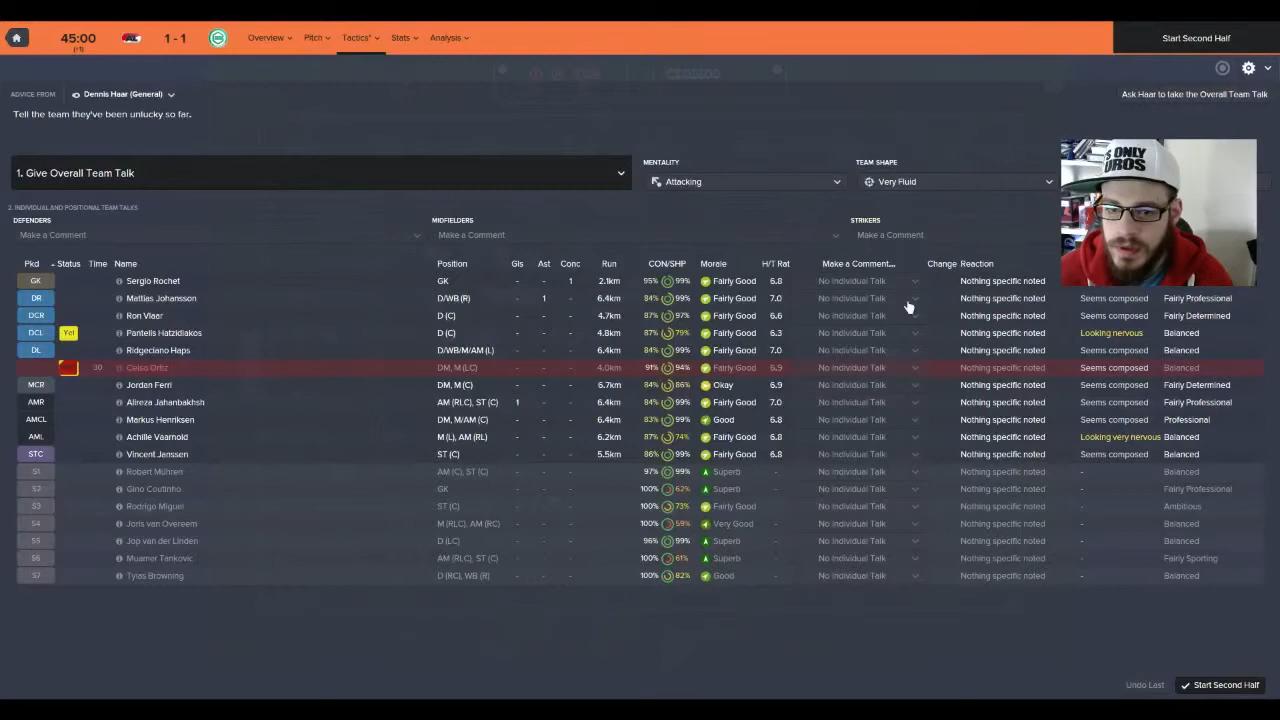 45:00
(+1)
1 - 1
Overview
Pitch
Tactics*
Stats
Analysis
Start Second Half
ADVICE FROM
Dennis Haar (General)
Ask Haar to take the Overall Team Talk
Tell the team they've been unlucky so far.
1. Give Overall Team Talk
MENTALITY
Attacking
TEAM SHAPE
Very Fluid
2. INDIVIDUAL AND POSITIONAL TEAM TALKS
DEFENDERS
Make a Comment
MIDFIELDERS
Make a Comment
STRIKERS
Make a Comment
Pkd Status Time Name Position Gls Ast Conc Run CON/SHP Morale H/T Rat Make a Comment... Change Reaction
GK Sergio Rochet GK - - 1 2.1km 95% 99% Fairly Good 6.8 No Individual Talk Nothing specific noted
DR Mattias Johansson D/WB (R) - 1 - 6.4km 84% 99% Fairly Good 7.0 No Individual Talk Nothing specific noted Seems composed Fairly Professional
DCR Ron Vlaar D (C) - - - 4.7km 87% 97% Fairly Good 6.6 No Individual Talk Nothing specific noted Seems composed Fairly Determined
DCL Yel Pantelis Hatzidiakos D (C) - - - 4.8km 87% 79% Fairly Good 6.3 No Individual Talk Nothing specific noted Looking nervous Balanced
DL Ridgeciano Haps D/WB/M/AM (L) - - - 6.4km 84% 99% Fairly Good 7.0 No Individual Talk Nothing specific noted Seems composed Balanced
30 Celso Ortiz DM, M (LC) - - - 4.0km 91% 94% Fairly Good 6.9 No Individual Talk Nothing specific noted Seems composed Balanced
MCR Jordan Ferri DM, M (C) - - - 6.7km 84% 86% Okay 6.9 No Individual Talk Nothing specific noted Seems composed Fairly Determined
AMR Alireza Jahanbakhsh AM (RL), ST (C) 1 - - 6.4km 84% 99% Fairly Good 7.0 No Individual Talk Nothing specific noted Seems composed Fairly Professional
AMCL Markus Henriksen DM, M/AM (C) - - - 6.4km 83% 99% Good 6.8 No Individual Talk Nothing specific noted Seems composed Professional
AML Achille Vaarnold M (L), AM (RL) - - - 6.2km 87% 74% Fairly Good 6.8 No Individual Talk Nothing specific noted Looking very nervous Balanced
STC Vincent Janssen ST (C) - - - 5.5km 86% 99% Fairly Good 6.8 No Individual Talk Nothing specific noted Seems composed Balanced
S1 Robert Mühren AM (C), ST (C) - - - 97% 99% Superb - No Individual Talk Nothing specific noted - Balanced
S2 Gino Coutinho GK - - - 100% 62% Superb - No Individual Talk Nothing specific noted - Fairly Professional
S3 Rodrigo Miguel ST (C) - - - 100% 73% Fairly Good - No Individual Talk Nothing specific noted - Ambitious
S4 Joris van Overeem M (RLC), AM (RC) - - - 100% 59% Very Good - No Individual Talk Nothing specific noted - Balanced
S5 Jop van der Linden D (LC) - - - 96% 99% Superb - No Individual Talk Nothing specific noted - Balanced
S6 Muamer Tankovic AM (RLC), ST (C) - - - 100% 61% Superb - No Individual Talk Nothing specific noted - Fairly Sporting
S7 Tyias Browning D (RC), WB (R) - - - 100% 82% Good - No Individual Talk Nothing specific noted - Balanced
Undo Last
Start Second Half